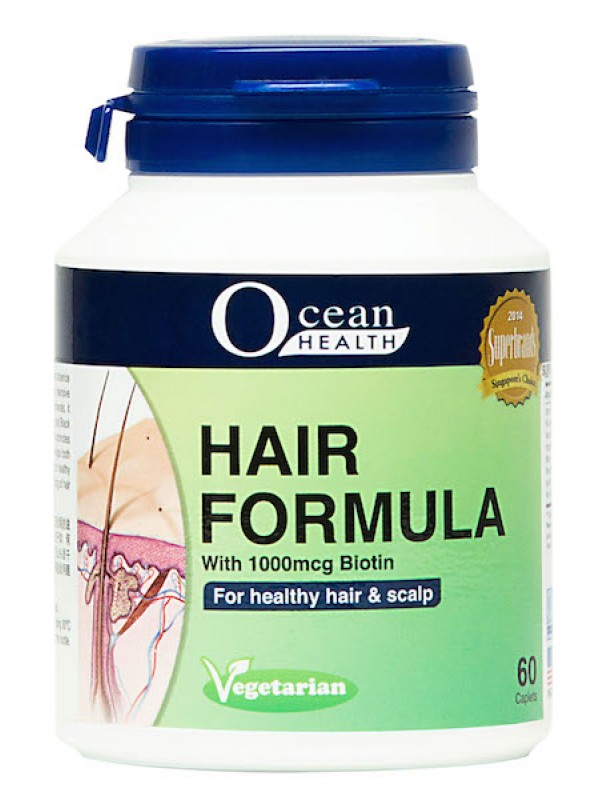 Ocean
HEALTH
2014
Superbrands
Singapore's Choice
HAIR
FORMULA
With 1000mcg Biotin
For healthy hair & scalp
Vegetarian
60
Caplets